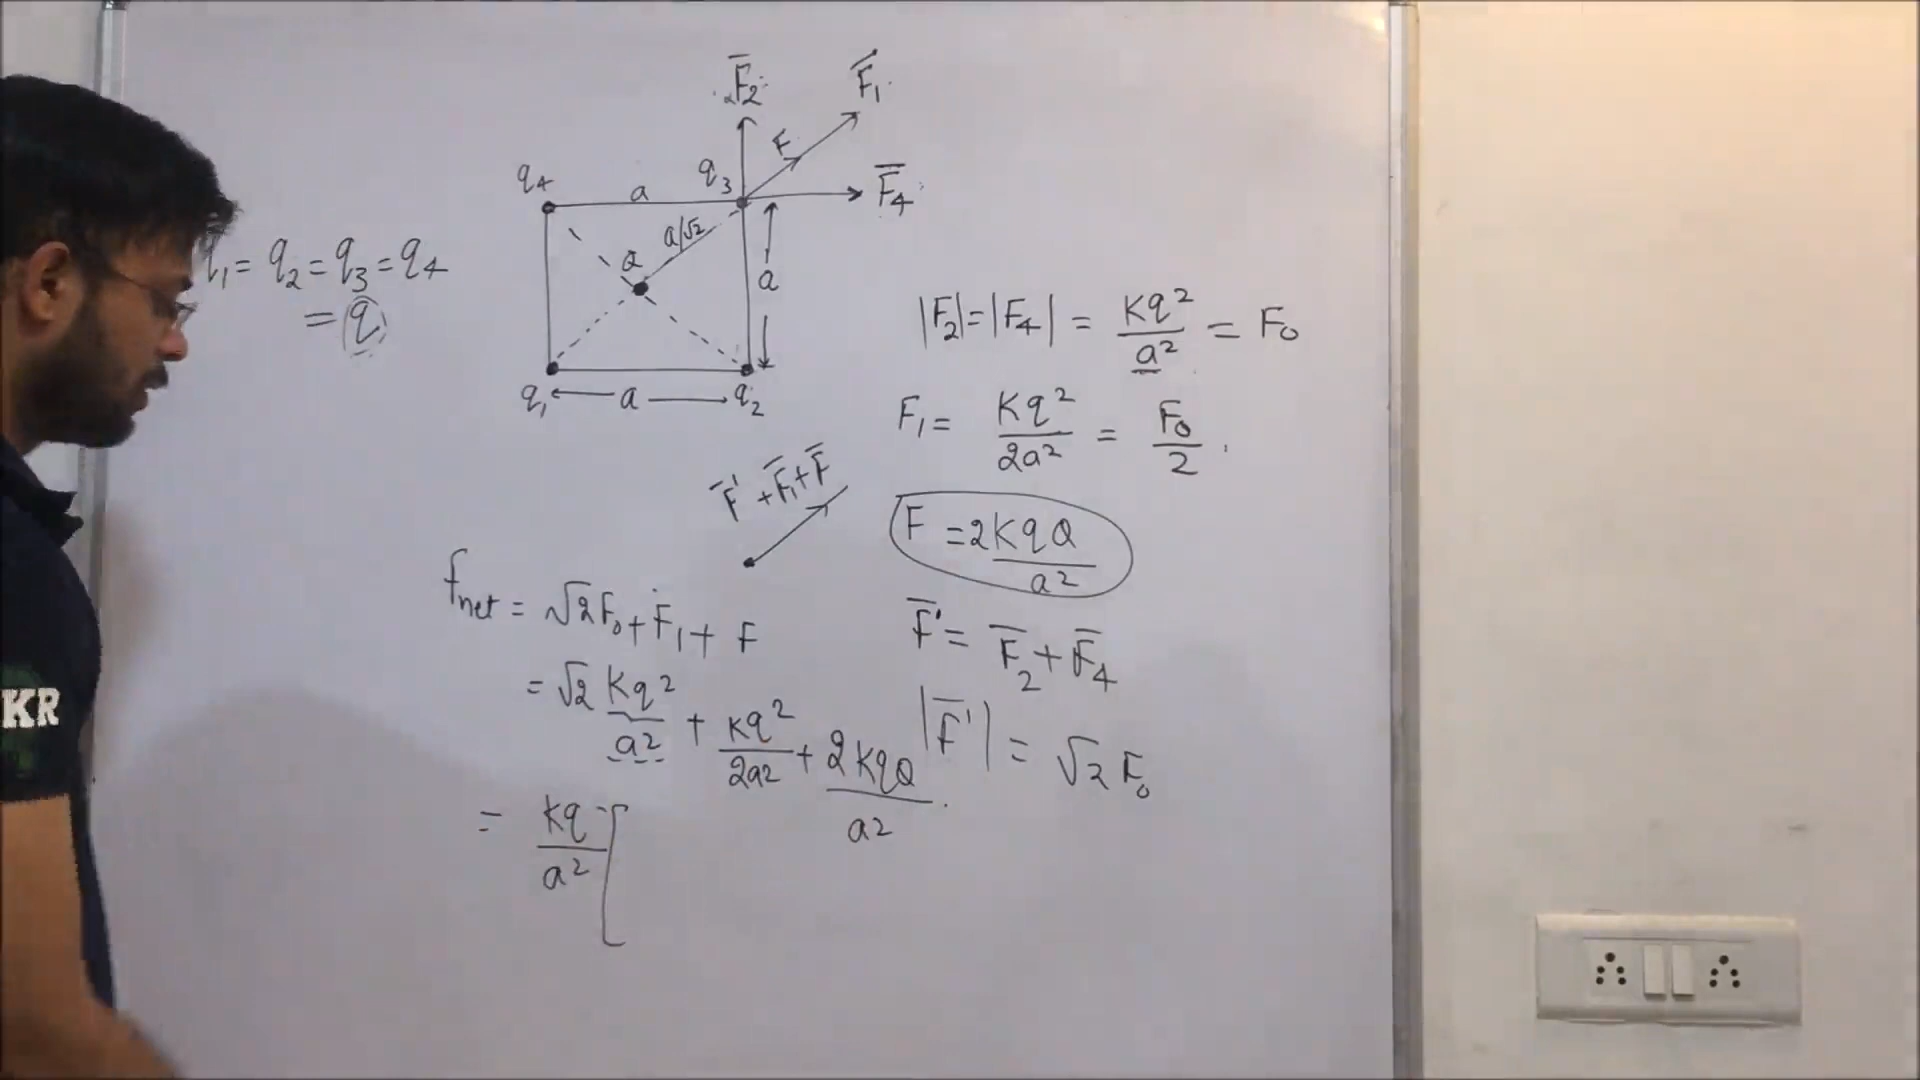 F̅₂
F̅₁
F
q₄
a
q₃
F̅₄
a/√2
Q
a
q₁ = q₂ = q₃ = q₄
= q
q₁
a
q₂
|F₂| = |F₄| = Kq²/a² = F₀
F₁ = Kq²/2a² = F₀/2
F̅' + F̅₁ + F̅
F = 2KqQ/a²
fnet = √2F₀ + F₁ + F
F̅' = F̅₂ + F̅₄
= √2 Kq²/a² + Kq²/2a² + 2KqQ/a²
|F̅'| = √2 F₀
= Kq/a² [
KR